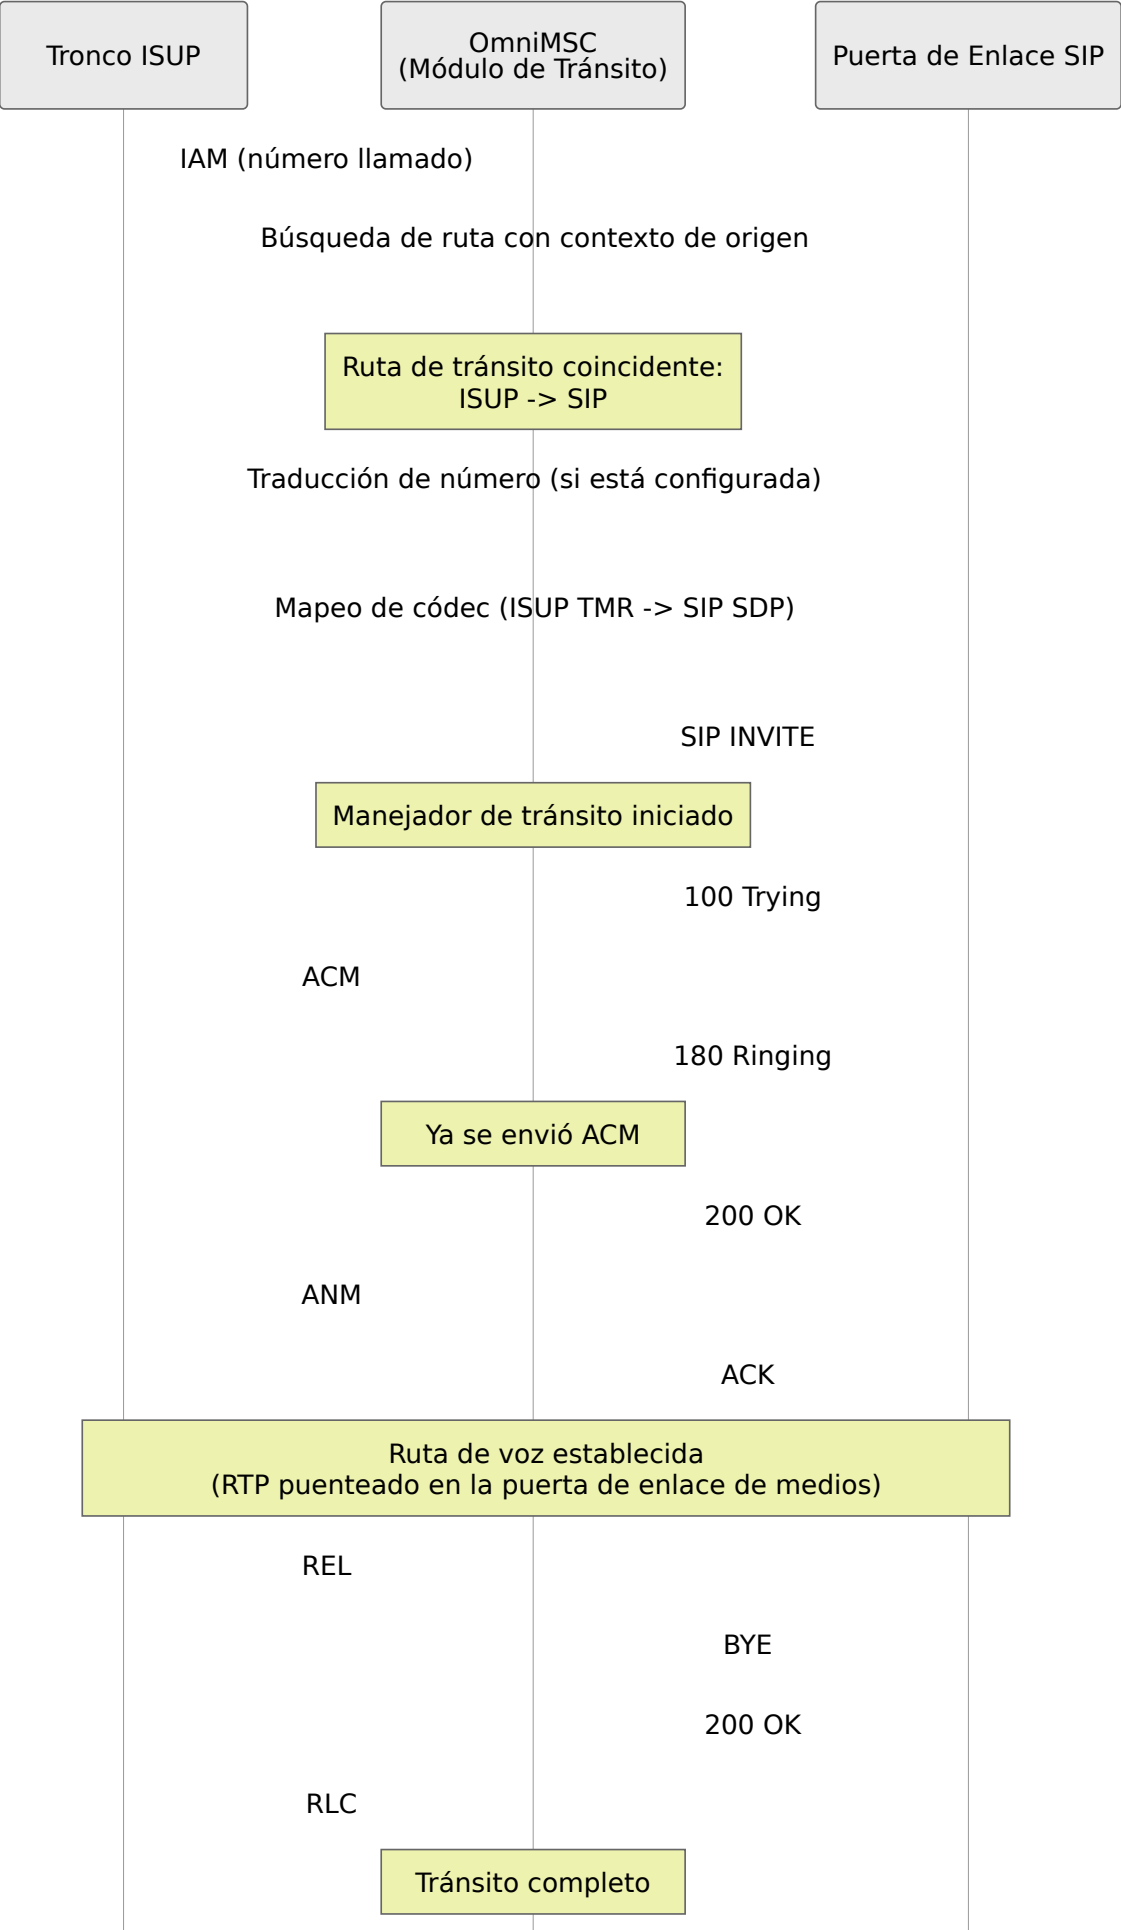 Tronco ISUP
OmniMSC
(Módulo de Tránsito)
Puerta de Enlace SIP
IAM (número llamado)
Búsqueda de ruta con contexto de origen
Ruta de tránsito coincidente:
ISUP -> SIP
Traducción de número (si está configurada)
Mapeo de códec (ISUP TMR -> SIP SDP)
SIP INVITE
Manejador de tránsito iniciado
100 Trying
ACM
180 Ringing
Ya se envió ACM
200 OK
ANM
ACK
Ruta de voz establecida
(RTP puenteado en la puerta de enlace de medios)
REL
BYE
200 OK
RLC
Tránsito completo